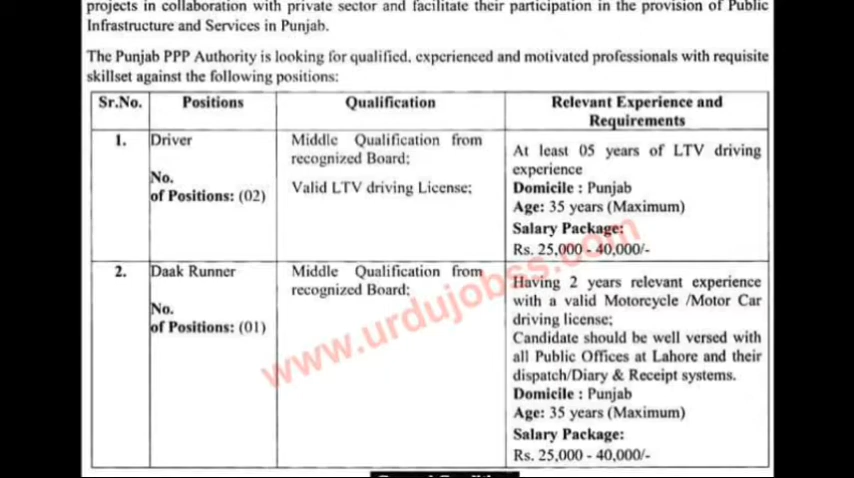 projects in collaboration with private sector and facilitate their participation in the provision of Public
Infrastructure and Services in Punjab.
The Punjab PPP Authority is looking for qualified, experienced and motivated professionals with requisite
skillset against the following positions:
Sr.No.
Positions
Qualification
Relevant Experience and
Requirements
1.
Driver
No.
of Positions: (02)
Middle Qualification from
recognized Board;
Valid LTV driving License;
At least 05 years of LTV driving
experience
Domicile : Punjab
Age: 35 years (Maximum)
Salary Package:
Rs. 25,000 - 40,000/-
2.
Daak Runner
No.
of Positions: (01)
Middle Qualification from
recognized Board;
Having 2 years relevant experience
with a valid Motorcycle /Motor Car
driving license;
Candidate should be well versed with
all Public Offices at Lahore and their
dispatch/Diary & Receipt systems.
Domicile : Punjab
Age: 35 years (Maximum)
Salary Package:
Rs. 25,000 - 40,000/-
www.urdujobss.com